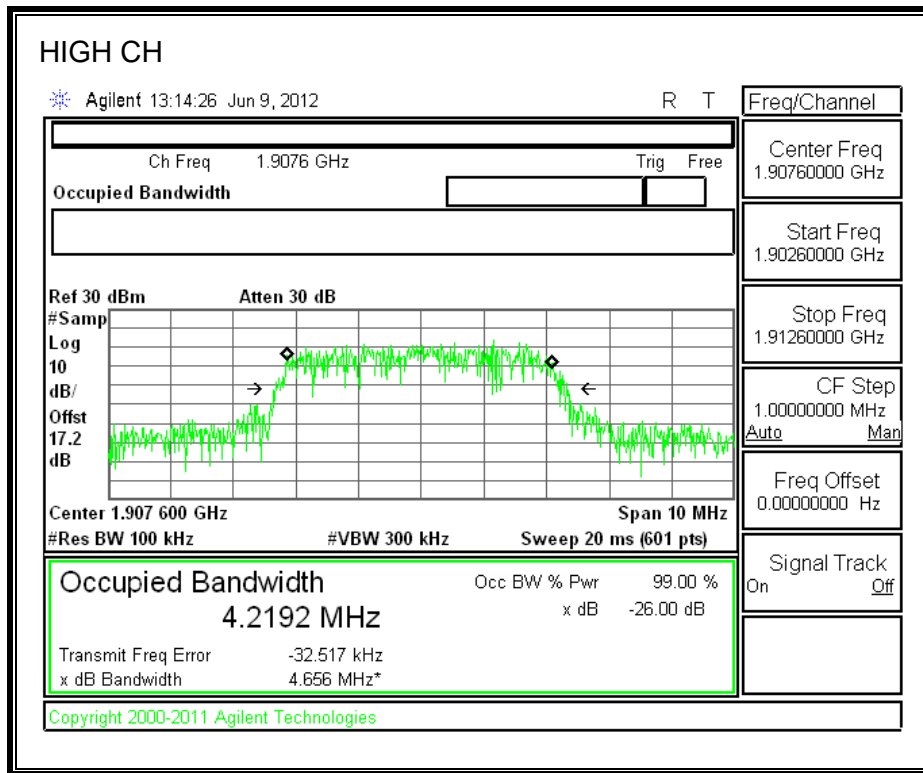 HIGH CH
Agilent 13:14:26 Jun 9, 2012 R T
Freq/Channel
Ch Freq 1.9076 GHz Trig Free
Occupied Bandwidth
Center Freq
1.90760000 GHz
Start Freq
1.90260000 GHz
Stop Freq
1.91260000 GHz
CF Step
1.00000000 MHz
Auto Man
Freq Offset
0.00000000 Hz
Signal Track
On Off
Ref 30 dBm Atten 30 dB
#Samp
Log
10
dB/
Offst
17.2
dB
Center 1.907 600 GHz Span 10 MHz
#Res BW 100 kHz #VBW 300 kHz Sweep 20 ms (601 pts)
Occupied Bandwidth Occ BW % Pwr 99.00 %
4.2192 MHz x dB -26.00 dB
Transmit Freq Error -32.517 kHz
x dB Bandwidth 4.656 MHz*
Copyright 2000-2011 Agilent Technologies